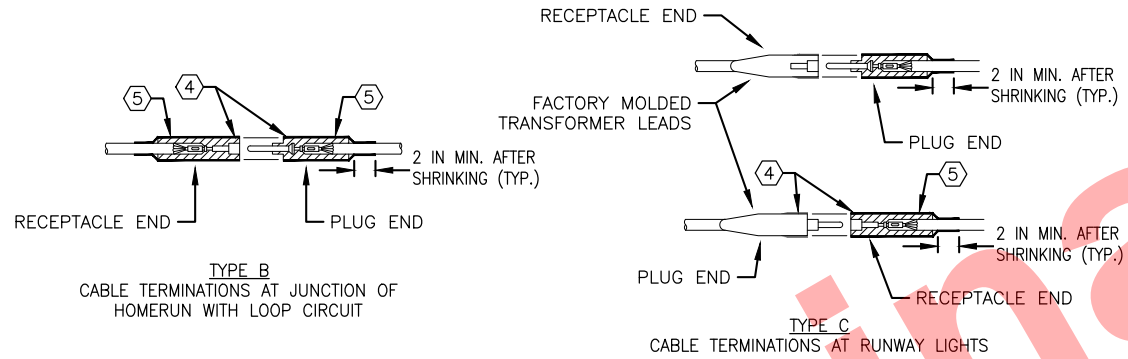 RECEPTACLE END
5
4
5
2 IN MIN. AFTER
SHRINKING (TYP.)
RECEPTACLE END
PLUG END
TYPE B
CABLE TERMINATIONS AT JUNCTION OF
HOMERUN WITH LOOP CIRCUIT
2 IN MIN. AFTER
SHRINKING (TYP.)
FACTORY MOLDED
TRANSFORMER LEADS
PLUG END
4
5
2 IN MIN. AFTER
SHRINKING (TYP.)
PLUG END
RECEPTACLE END
TYPE C
CABLE TERMINATIONS AT RUNWAY LIGHTS
ina